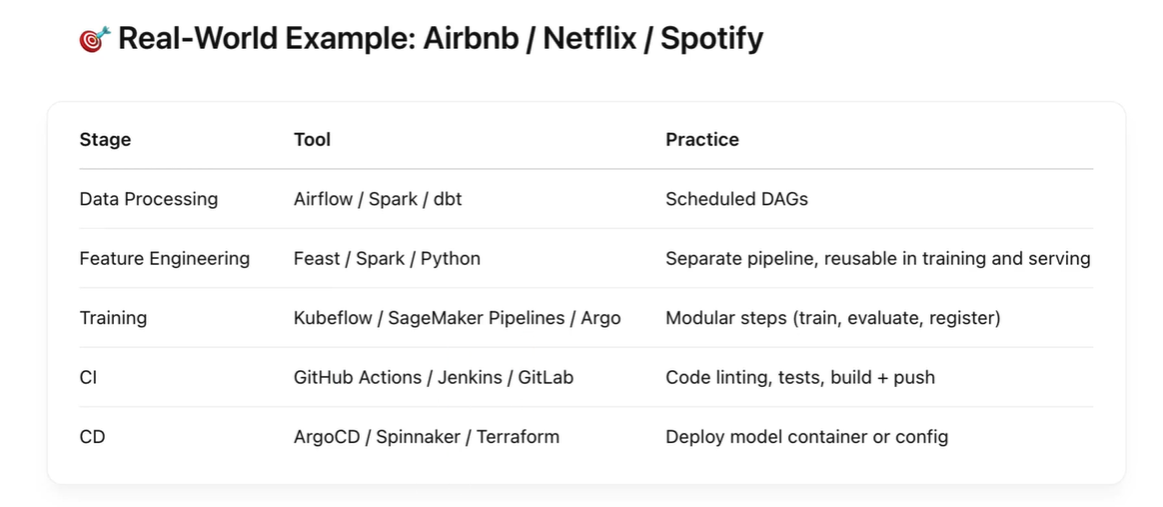 🎯 Real-World Example: Airbnb / Netflix / Spotify
Stage Tool Practice
Data Processing Airflow / Spark / dbt Scheduled DAGs
Feature Engineering Feast / Spark / Python Separate pipeline, reusable in training and serving
Training Kubeflow / SageMaker Pipelines / Argo Modular steps (train, evaluate, register)
CI GitHub Actions / Jenkins / GitLab Code linting, tests, build + push
CD ArgoCD / Spinnaker / Terraform Deploy model container or config